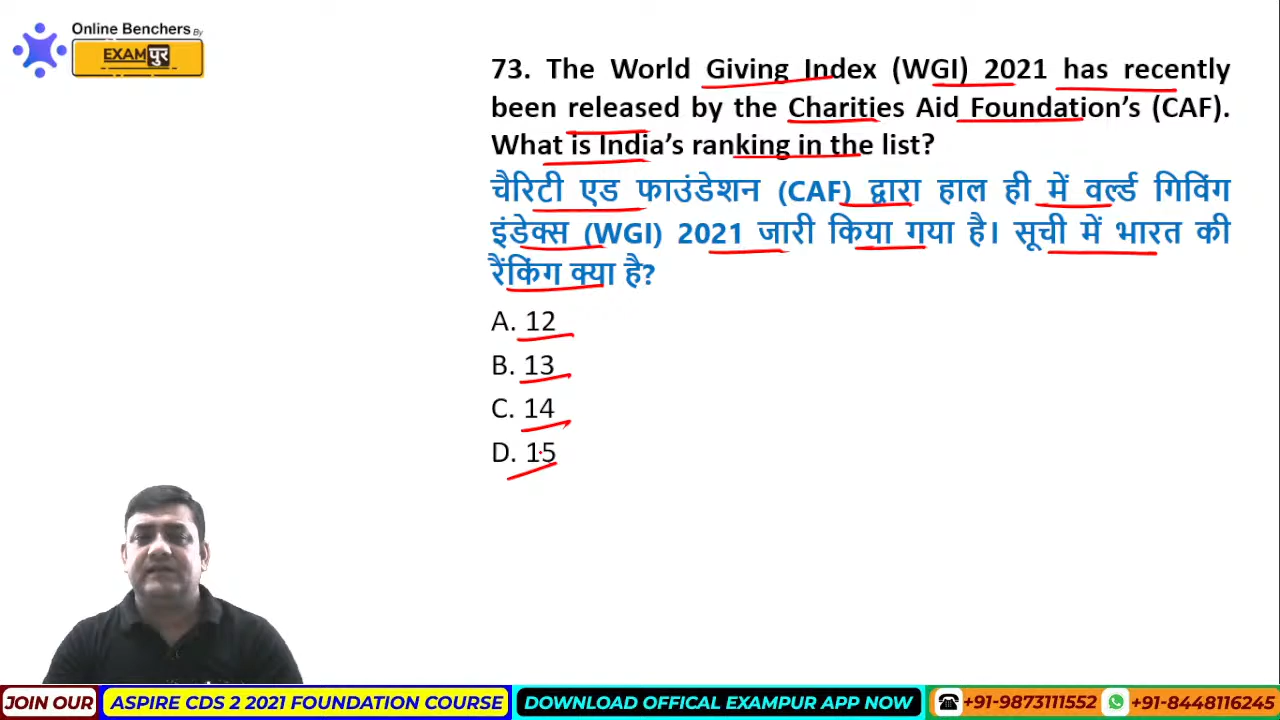 Online Benchers By
EXAMपुर
73. The World Giving Index (WGI) 2021 has recently
been released by the Charities Aid Foundation’s (CAF).
What is India’s ranking in the list?
चैरिटी एड फाउंडेशन (CAF) द्वारा हाल ही में वर्ल्ड गिविंग
इंडेक्स (WGI) 2021 जारी किया गया है। सूची में भारत की
रैंकिंग क्या है?
A. 12
B. 13
C. 14
D. 15
JOIN OUR ASPIRE CDS 2 2021 FOUNDATION COURSE DOWNLOAD OFFICAL EXAMPUR APP NOW +91-9873111552 +91-8448116245